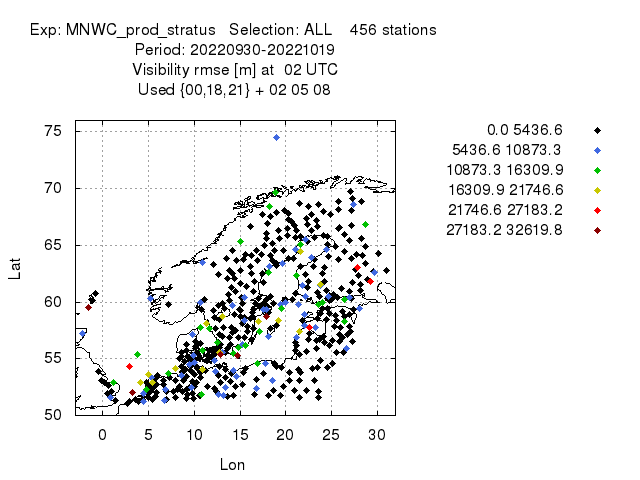 Exp: MNWC_prod_stratus Selection: ALL 456 stations
Period: 20220930-20221019
Visibility rmse [m] at 02 UTC
Used {00,18,21} + 02 05 08
0.0 5436.6
5436.6 10873.3
10873.3 16309.9
16309.9 21746.6
21746.6 27183.2
27183.2 32619.8
75
70
65
60
55
50
Lat
0 5 10 15 20 25 30
Lon